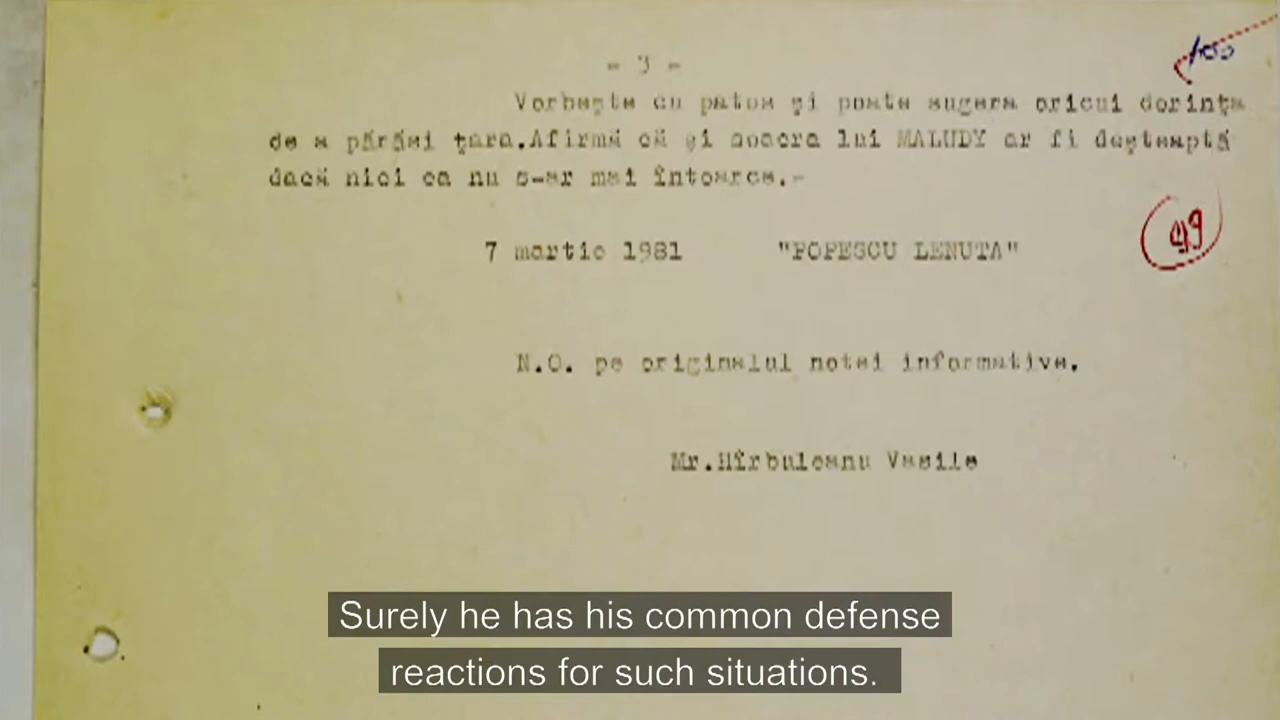 - 3 -
Vorbește cu patos și poate sugera oricui dorința
de a părăsi țara.Afirmă că și soacra lui MALUDY ar fi deșteaptă
dacă nici ea nu s-ar mai întoarce.-
7 martie 1981 "POPESCU LENUTA"
49
N.O. pe originalul notei informative.
Mr.Hîrbuleanu Vasile
Surely he has his common defense
reactions for such situations.